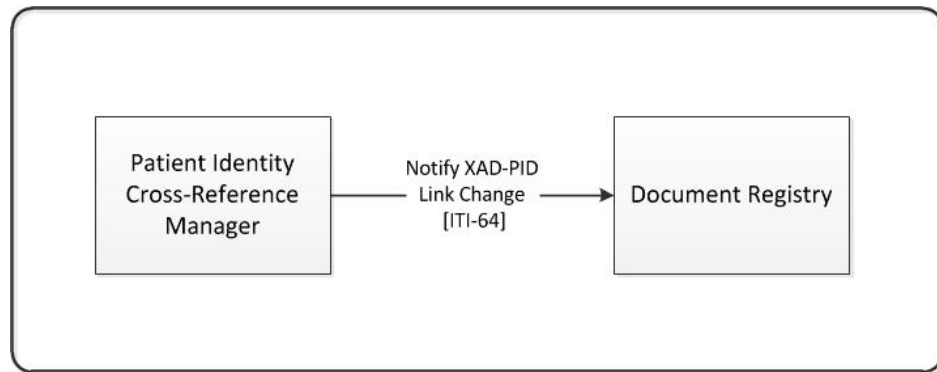 Patient Identity
Cross-Reference
Manager
Notify XAD-PID
Link Change
[ITI-64]
Document Registry